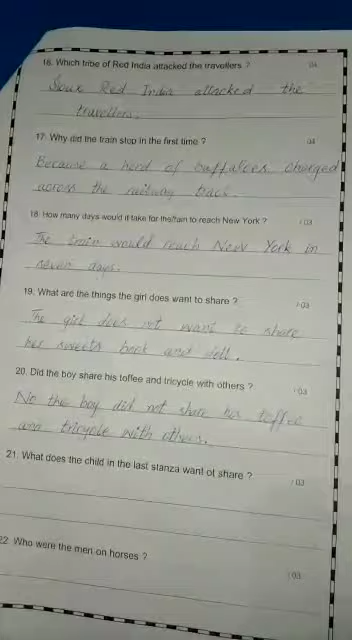 16. Which tribe of Red India attacked the travellers ? 04
Soux Red India attacked the
travellers.
17. Why did the train stop in the first time ? 04
Because a herd of buffaloes charged
across the railway track
18. How many days would it take for the train to reach New York ? / 03
The train would reach New York in
seven days.
19. What are the things the girl does want to share ? / 03
The girl does not want to share
her sweets book and doll.
20. Did the boy share his toffee and tricycle with others ? / 03
No the boy did not share his toffee
and tricycle with others.
21. What does the child in the last stanza want ot share ? / 03
22. Who were the men on horses ? / 03